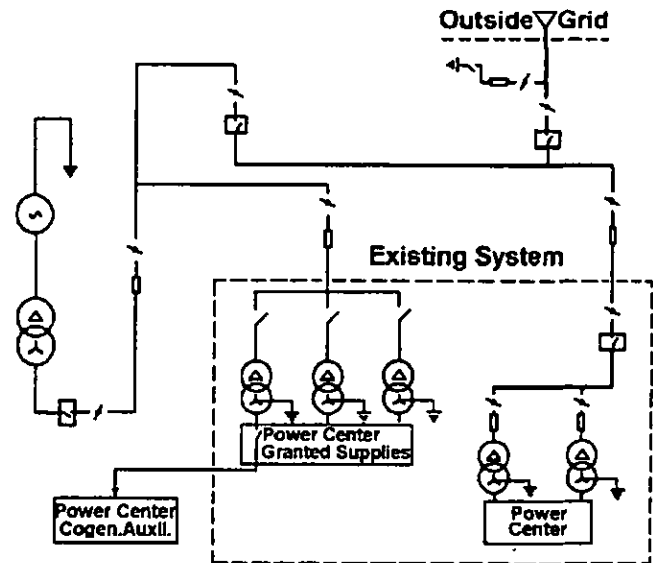 Outside Grid
Existing System
Power Center
Granted Supplies
Power Center
Cogen.Auxil.
Power
Center